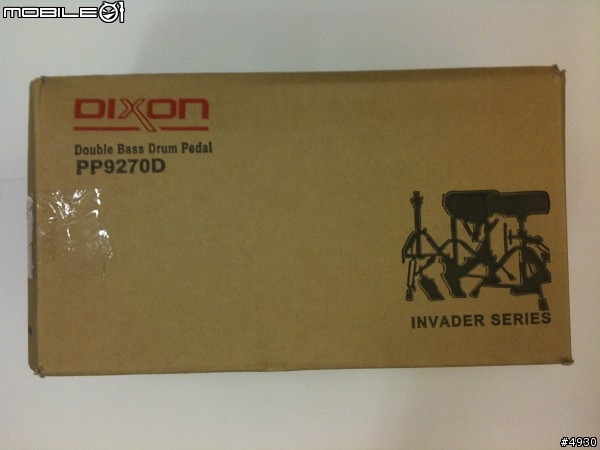 MOBILE01
DIXON
Double Bass Drum Pedal
PP9270D
INVADER SERIES
#4930